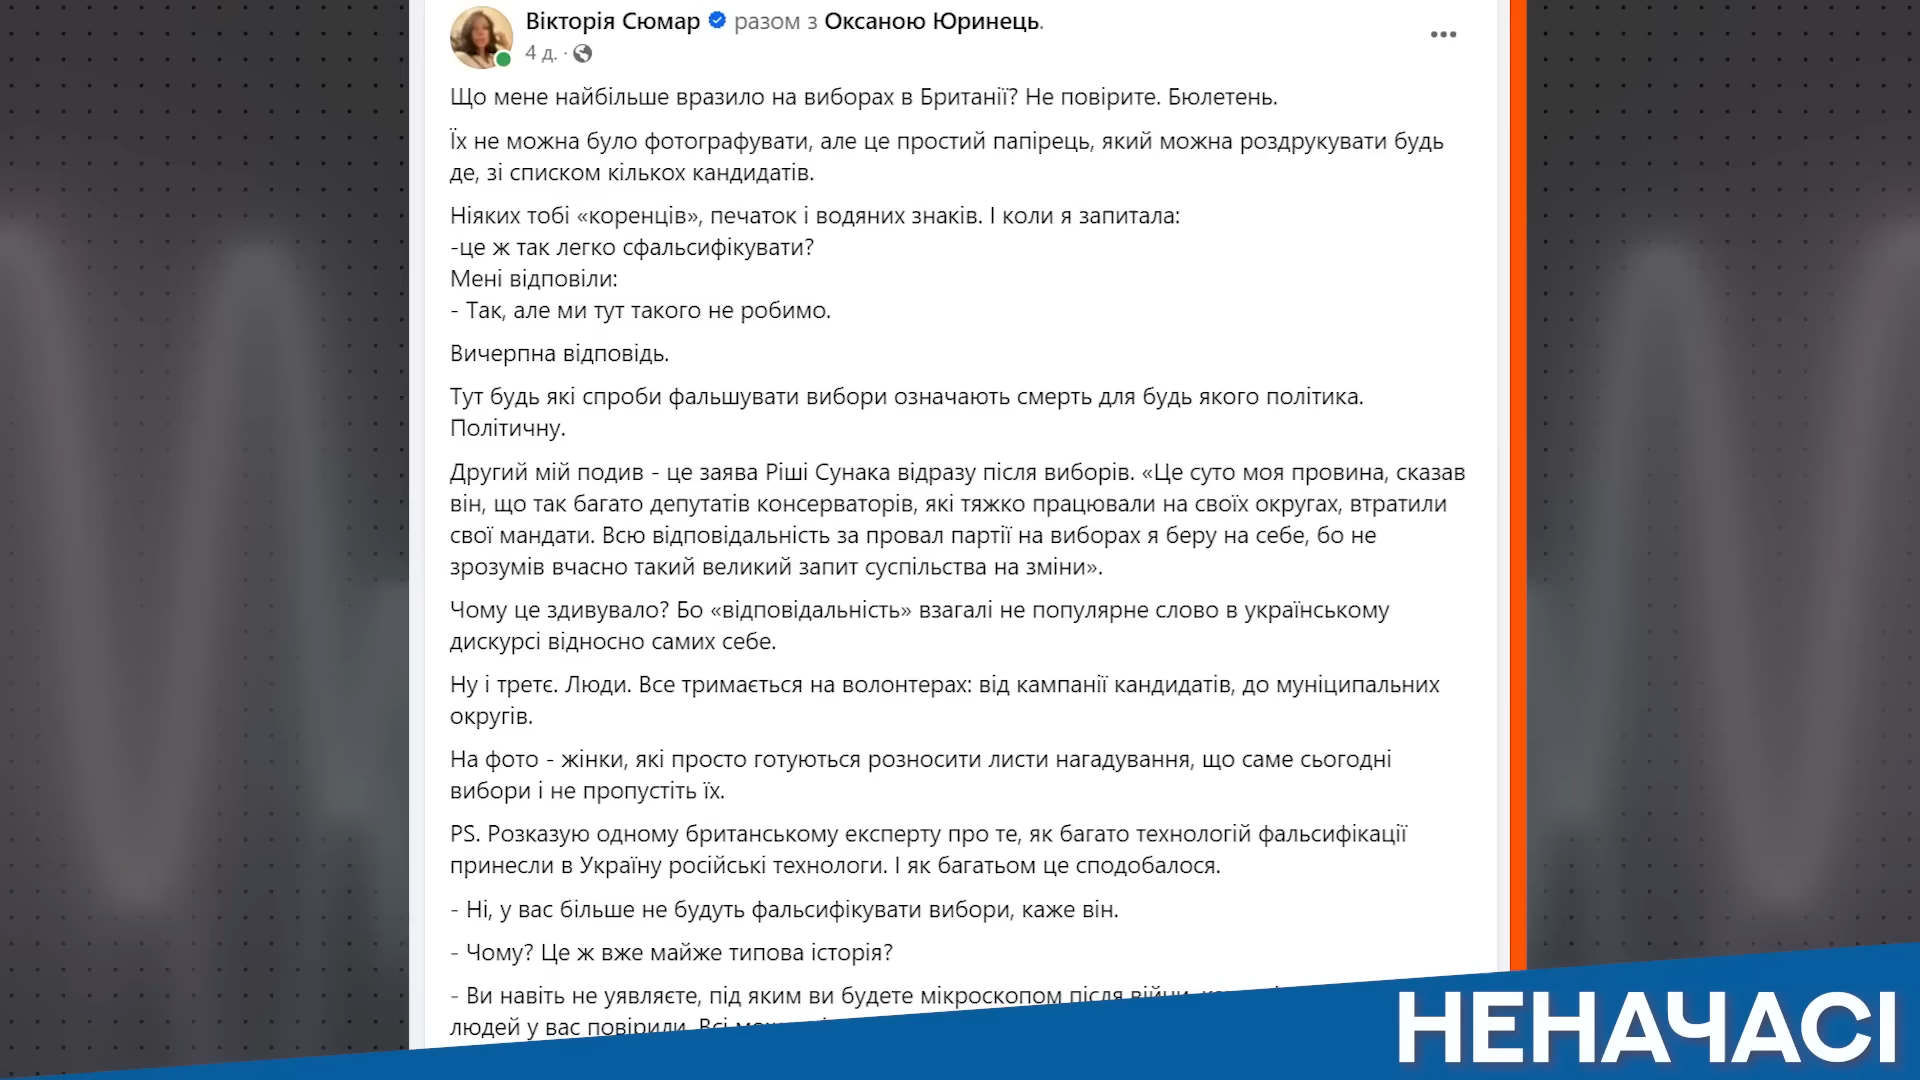 Вікторія Сюмар разом з Оксаною Юринець.
4 д. ·
Що мене найбільше вразило на виборах в Британії? Не повірите. Бюлетень.
Їх не можна було фотографувати, але це простий папірець, який можна роздрукувати будь
де, зі списком кількох кандидатів.
Ніяких тобі «коренців», печаток і водяних знаків. І коли я запитала:
-це ж так легко сфальсифікувати?
Мені відповіли:
- Так, але ми тут такого не робимо.
Вичерпна відповідь.
Тут будь які спроби фальшувати вибори означають смерть для будь якого політика.
Політичну.
Другий мій подив - це заява Ріші Сунака відразу після виборів. «Це суто моя провина, сказав
він, що так багато депутатів консерваторів, які тяжко працювали на своїх округах, втратили
свої мандати. Всю відповідальність за провал партії на виборах я беру на себе, бо не
зрозумів вчасно такий великий запит суспільства на зміни».
Чому це здивувало? Бо «відповідальність» взагалі не популярне слово в українському
дискурсі відносно самих себе.
Ну і третє. Люди. Все тримається на волонтерах: від кампанії кандидатів, до муніципальних
округів.
На фото - жінки, які просто готуються розносити листи нагадування, що саме сьогодні
вибори і не пропустіть їх.
PS. Розказую одному британському експерту про те, як багато технологій фальсифікації
принесли в Україну російські технологи. І як багатьом це сподобалося.
- Ні, у вас більше не будуть фальсифікувати вибори, каже він.
- Чому? Це ж вже майже типова історія?
- Ви навіть не уявляєте, під яким ви будете мікроскопом після війни,
людей у вас повірили. Всі
НЕНАЧАСІ